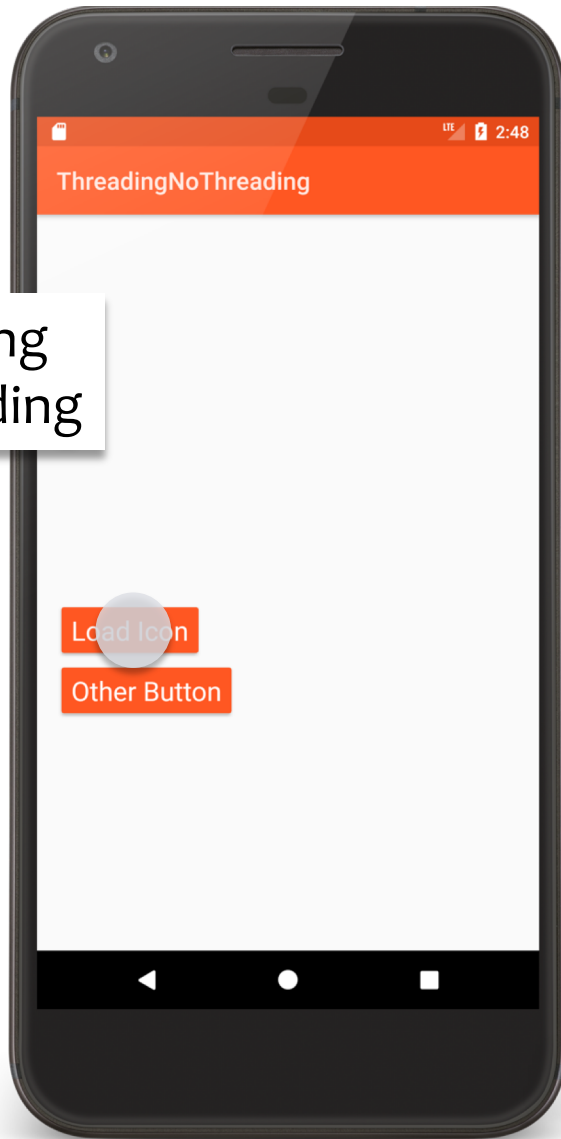 LTE 2:48
ThreadingNoThreading
ng
ding
Load Icon
Other Button